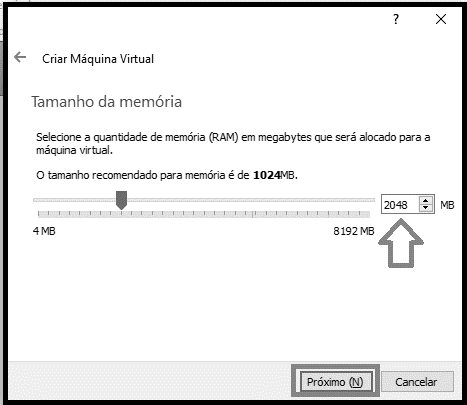 ?
Criar Máquina Virtual
Tamanho da memória
Selecione a quantidade de memória (RAM) em megabytes que será alocado para a
máquina virtual.
O tamanho recomendado para memória é de 1024MB.
2048 MB
4 MB 8192 MB
Próximo (N) Cancelar